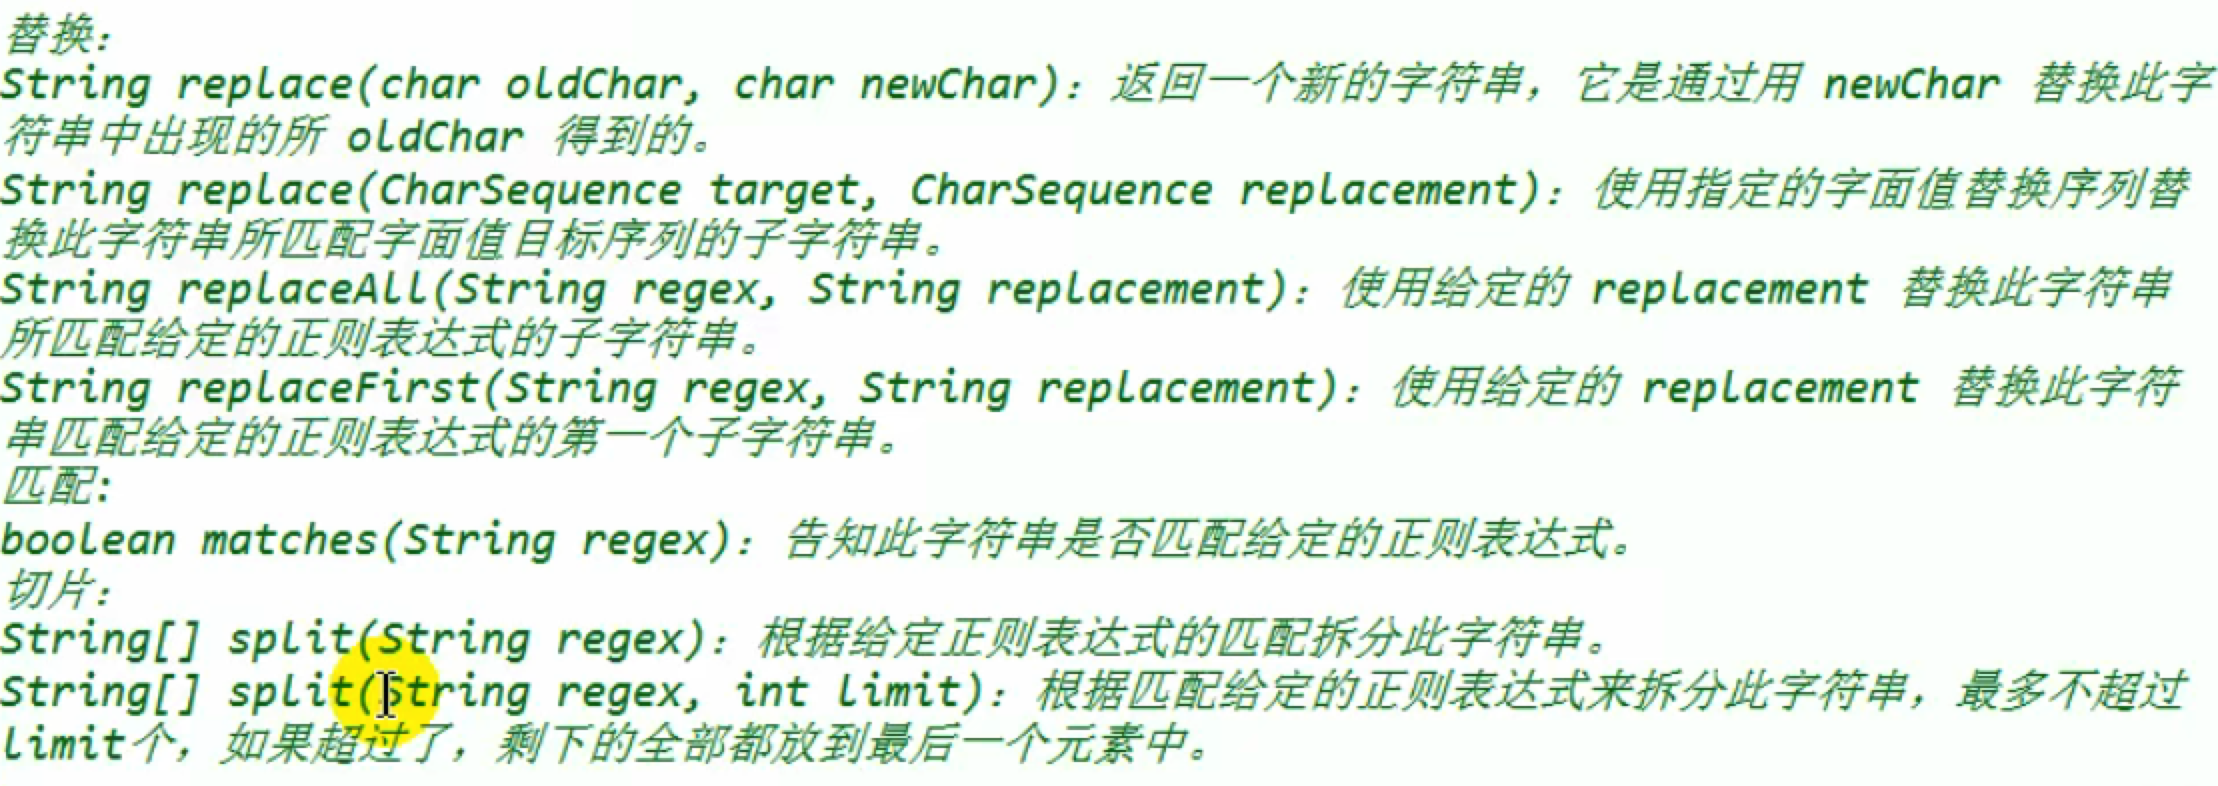 替换：
String replace(char oldChar, char newChar)：返回一个新的字符串，它是通过用 newChar 替换此字
符串中出现的所 oldChar 得到的。
String replace(CharSequence target, CharSequence replacement)：使用指定的字面值替换序列替
换此字符串所匹配字面值目标序列的子字符串。
String replaceAll(String regex, String replacement)：使用给定的 replacement 替换此字符串
所匹配给定的正则表达式的子字符串。
String replaceFirst(String regex, String replacement)：使用给定的 replacement 替换此字符
串匹配给定的正则表达式的第一个子字符串。
匹配:
boolean matches(String regex)：告知此字符串是否匹配给定的正则表达式。
切片：
String[] split(String regex)：根据给定正则表达式的匹配拆分此字符串。
String[] split(String regex, int limit)：根据匹配给定的正则表达式来拆分此字符串，最多不超过
limit个，如果超过了，剩下的全部都放到最后一个元素中。